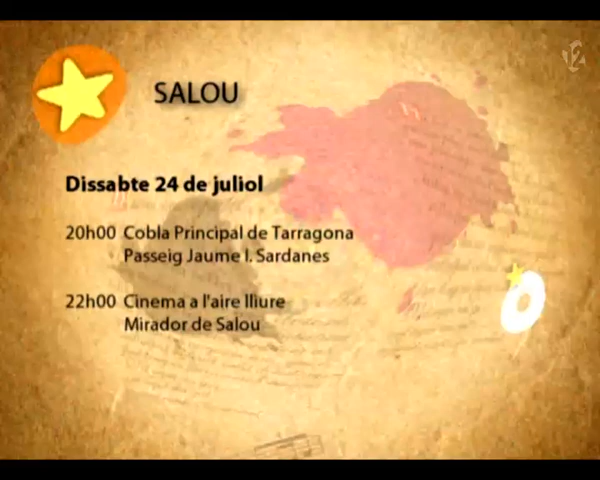 SALOU
Dissabte 24 de juliol
20h00 Cobla Principal de Tarragona
Passeig Jaume I. Sardanes
22h00 Cinema a l'aire lliure
Mirador de Salou